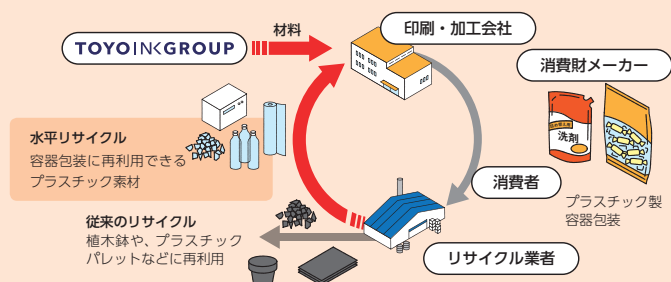 TOYOINKGROUP
材料
印刷・加工会社
消費財メーカー
洗剤
水平リサイクル
容器包装に再利用できる
プラスチック素材
消費者
プラスチック製
容器包装
従来のリサイクル
植木鉢や、プラスチック
パレットなどに再利用
リサイクル業者